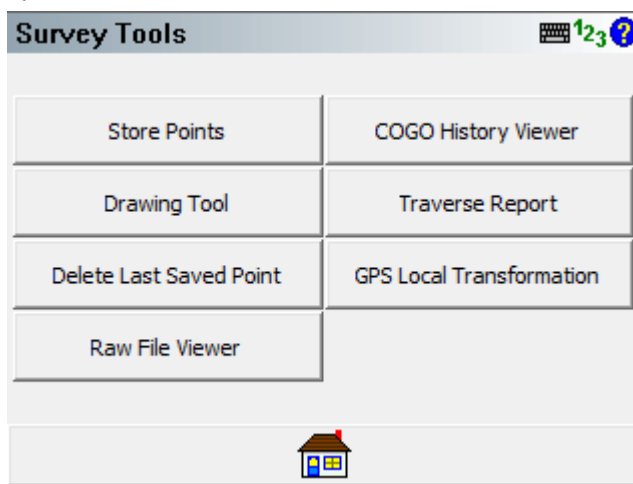 Survey Tools 123 ?
Store Points
COGO History Viewer
Drawing Tool
Traverse Report
Delete Last Saved Point
GPS Local Transformation
Raw File Viewer